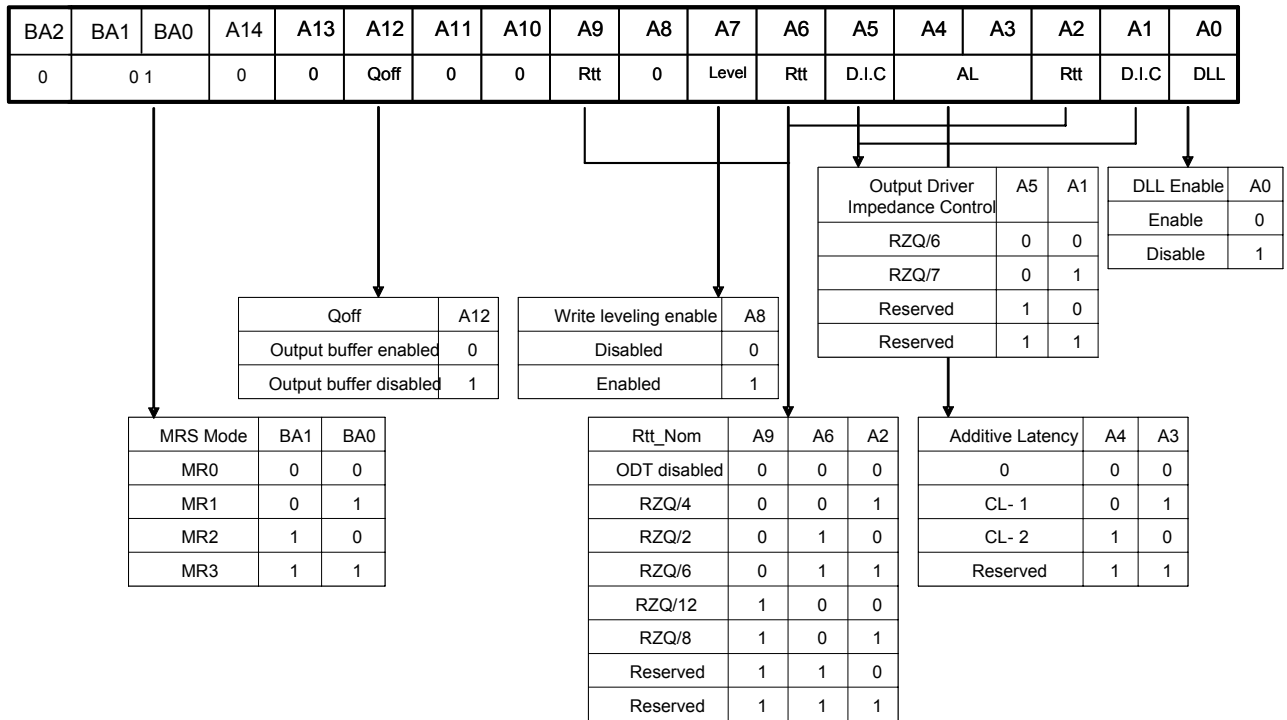 BA2 BA1 BA0 A14 A13 A12 A11 A10 A9 A8 A7 A6 A5 A4 A3 A2 A1 A0
0 0 1 0 0 Qoff 0 0 Rtt 0 Level Rtt D.I.C AL Rtt D.I.C DLL
Output Driver Impedance Control A5 A1
RZQ/6 0 0
RZQ/7 0 1
Reserved 1 0
Reserved 1 1
DLL Enable A0
Enable 0
Disable 1
Qoff A12
Output buffer enabled 0
Output buffer disabled 1
Write leveling enable A8
Disabled 0
Enabled 1
MRS Mode BA1 BA0
MR0 0 0
MR1 0 1
MR2 1 0
MR3 1 1
Rtt_Nom A9 A6 A2
ODT disabled 0 0 0
RZQ/4 0 0 1
RZQ/2 0 1 0
RZQ/6 0 1 1
RZQ/12 1 0 0
RZQ/8 1 0 1
Reserved 1 1 0
Reserved 1 1 1
Additive Latency A4 A3
0 0 0
CL- 1 0 1
CL- 2 1 0
Reserved 1 1